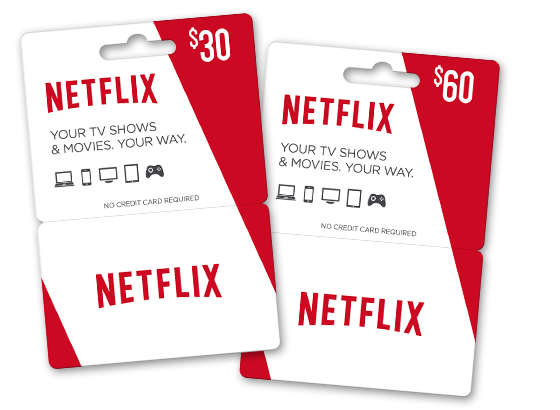 $30
NETFLIX
YOUR TV SHOWS
& MOVIES. YOUR WAY.
NO CREDIT CARD REQUIRED
NETFLIX
$60
NETFLIX
YOUR TV SHOWS
& MOVIES. YOUR WAY.
NO CREDIT CARD REQUIRED
NETFLIX